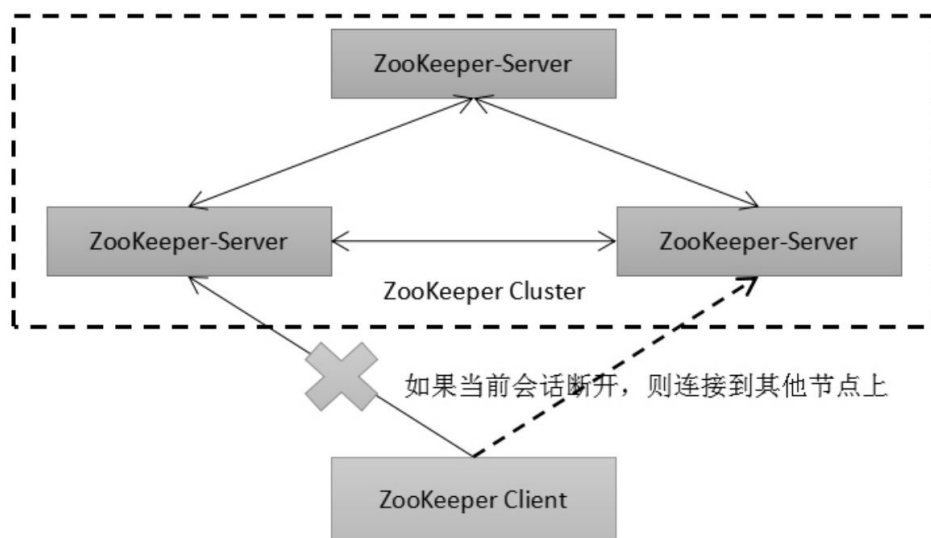 ZooKeeper-Server
ZooKeeper-Server
ZooKeeper-Server
ZooKeeper Cluster
如果当前会话断开，则连接到其他节点上
ZooKeeper Client